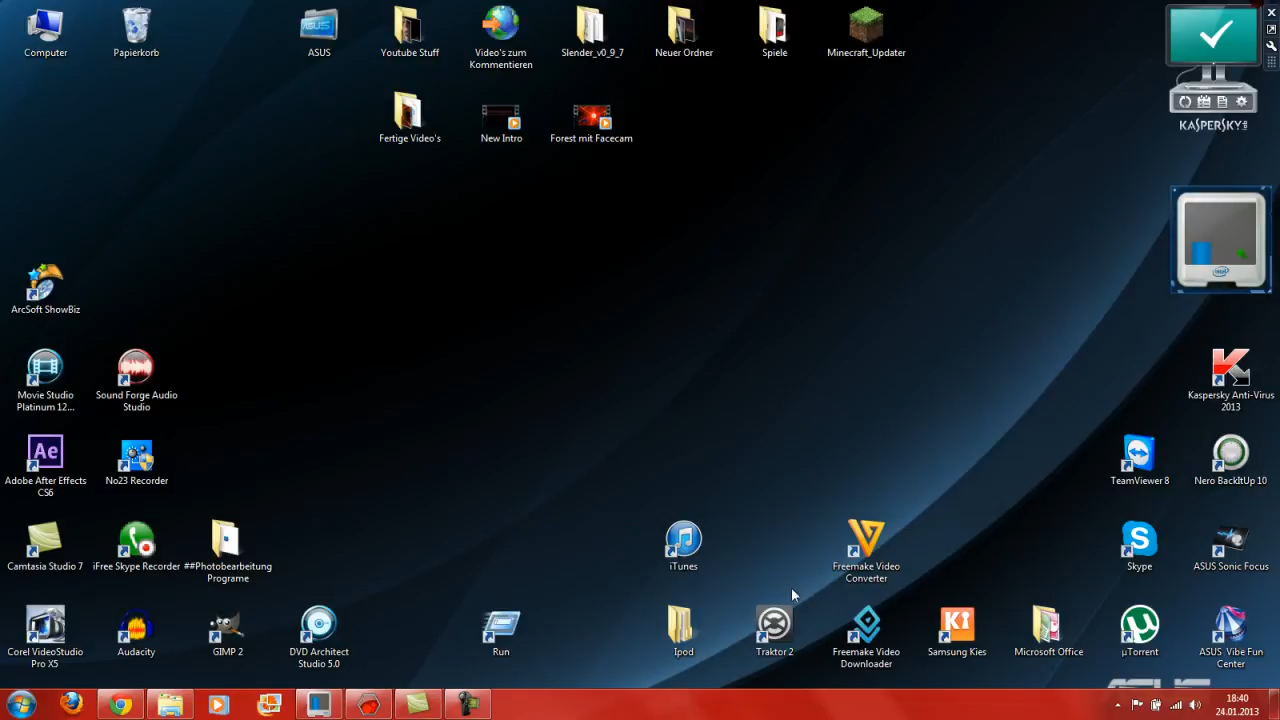 Computer
Papierkorb
ASUS
Youtube Stuff
Video's zum
Kommentieren
Slender_v0_9_7
Neuer Ordner
Spiele
Minecraft_Updater
KASPERSKY
Fertige Video's
New Intro
Forest mit Facecam
intel
ArcSoft ShowBiz
Movie Studio
Platinum 12...
Sound Forge Audio
Studio
Kaspersky Anti-Virus
2013
Ae
Adobe After Effects
CS6
No23 Recorder
TeamViewer 8
Nero BackItUp 10
Camtasia Studio 7
iFree Skype Recorder
##Photobearbeitung
Programe
iTunes
Freemake Video
Converter
Skype
ASUS Sonic Focus
Corel VideoStudio
Pro X5
Audacity
GIMP 2
DVD Architect
Studio 5.0
Run
Ipod
Traktor 2
Freemake Video
Downloader
Samsung Kies
Microsoft Office
µTorrent
ASUS_Vibe Fun
Center
18:40
24.01.2013